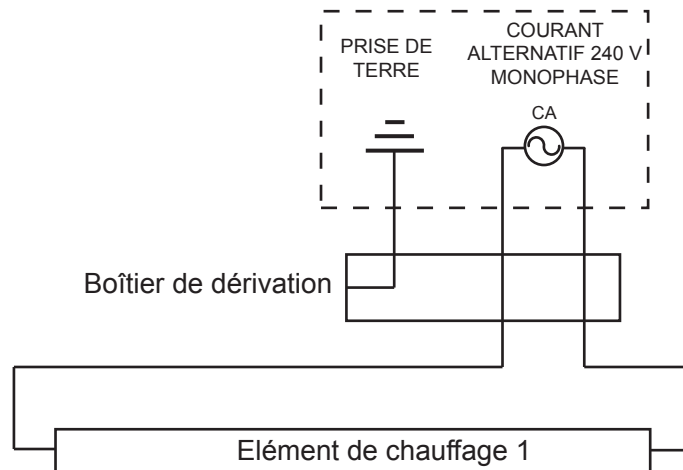 PRISE DE
TERRE
COURANT
ALTERNATIF 240 V
MONOPHASE
CA
Boîtier de dérivation
Elément de chauffage 1